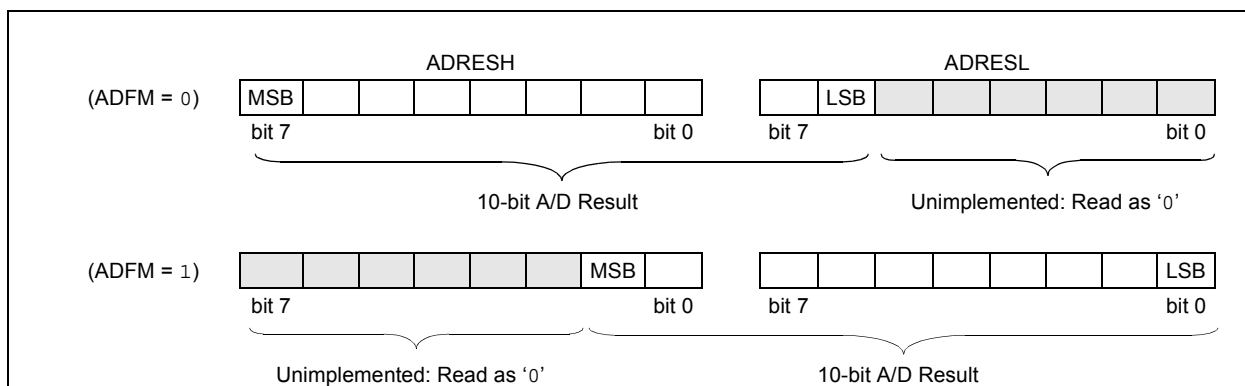 ADRESH ADRESL
(ADFM = 0) MSB LSB
bit 7 bit 0 bit 7 bit 0
10-bit A/D Result Unimplemented: Read as ‘0’
(ADFM = 1) MSB LSB
bit 7 bit 0 bit 7 bit 0
Unimplemented: Read as ‘0’ 10-bit A/D Result